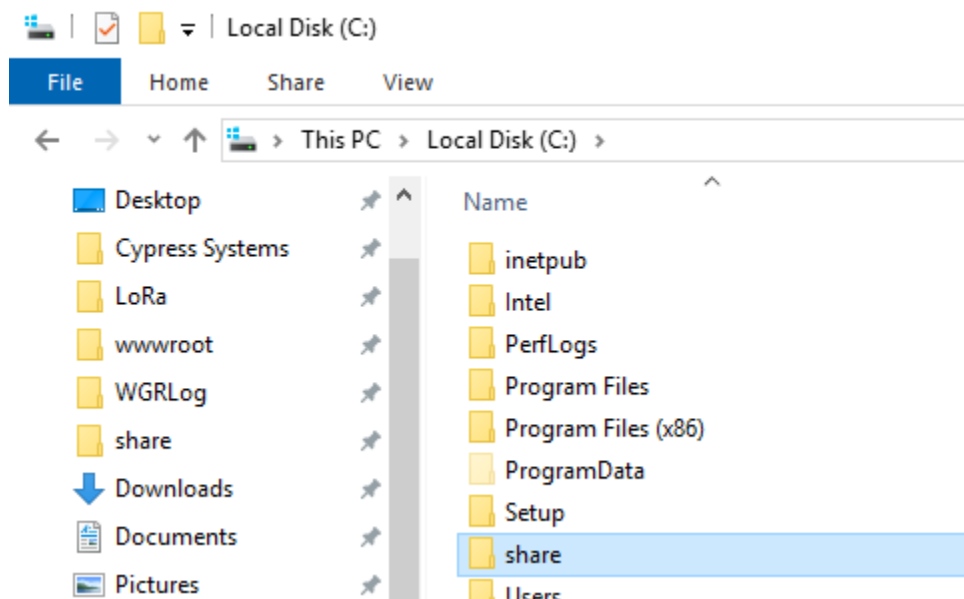 Local Disk (C:)
File Home Share View
This PC > Local Disk (C:) >
Desktop
Cypress Systems
LoRa
wwwroot
WGRLog
share
Downloads
Documents
Pictures
Name
inetpub
Intel
PerfLogs
Program Files
Program Files (x86)
ProgramData
Setup
share
Users